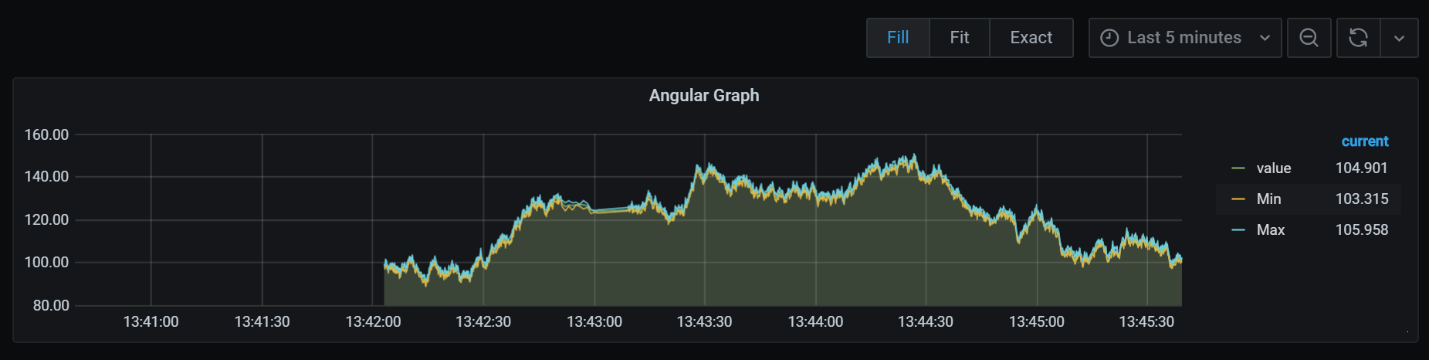 Fill Fit Exact Last 5 minutes
Angular Graph
160.00
140.00
120.00
100.00
80.00
13:41:00 13:41:30 13:42:00 13:42:30 13:43:00 13:43:30 13:44:00 13:44:30 13:45:00 13:45:30
current
value 104.901
Min 103.315
Max 105.958